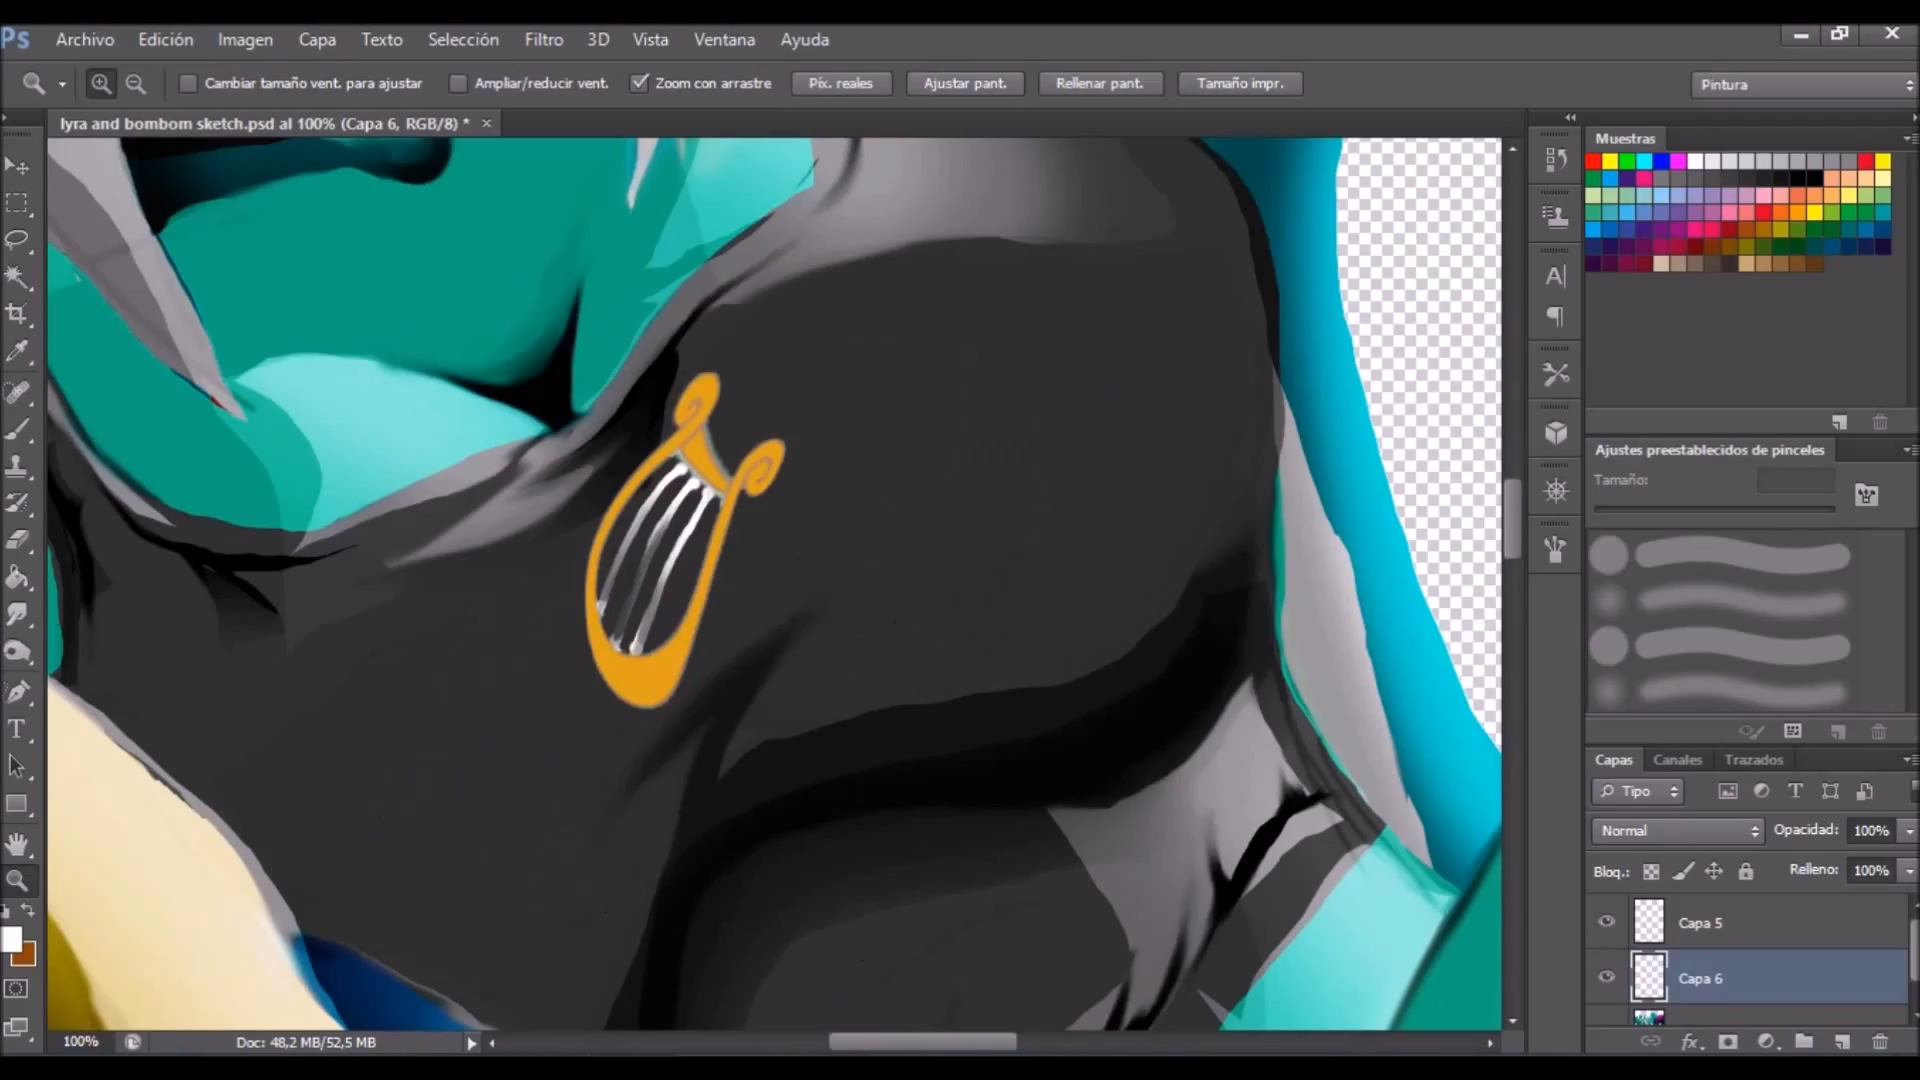 Ps Archivo Edición Imagen Capa Texto Selección Filtro 3D Vista Ventana Ayuda
Cambiar tamaño vent. para ajustar Ampliar/reducir vent. Zoom con arrastre Píx. reales Ajustar pant. Rellenar pant. Tamaño impr. Pintura
lyra and bombom sketch.psd al 100% (Capa 6, RGB/8) *
Muestras
Ajustes preestablecidos de pinceles
Tamaño:
Capas Canales Trazados
Tipo
Normal Opacidad: 100%
Bloq.: Relleno: 100%
Capa 5
Capa 6
100% Doc: 48,2 MB/52,5 MB